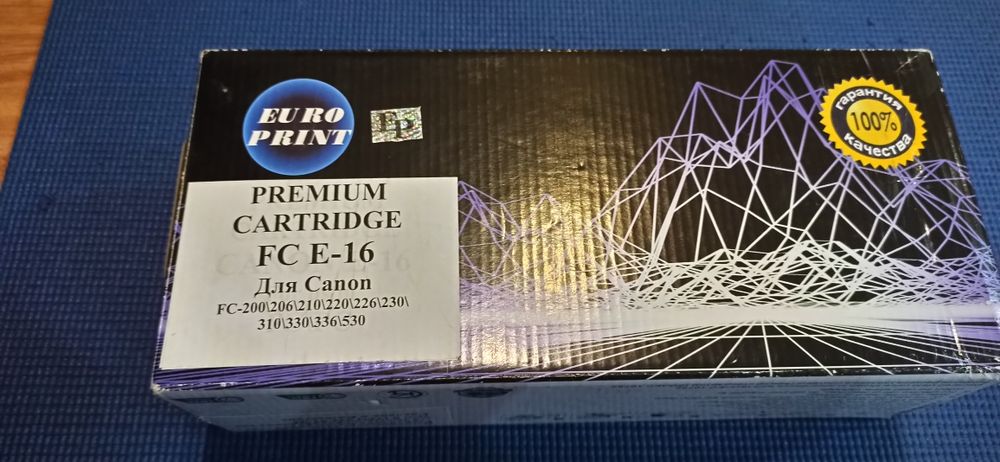 EURO
PRINT
Ep
гарантия
100%
качества
PREMIUM
CARTRIDGE
FC E-16
Для Canon
FC-200\206\210\220\226\230\
310\330\336\530